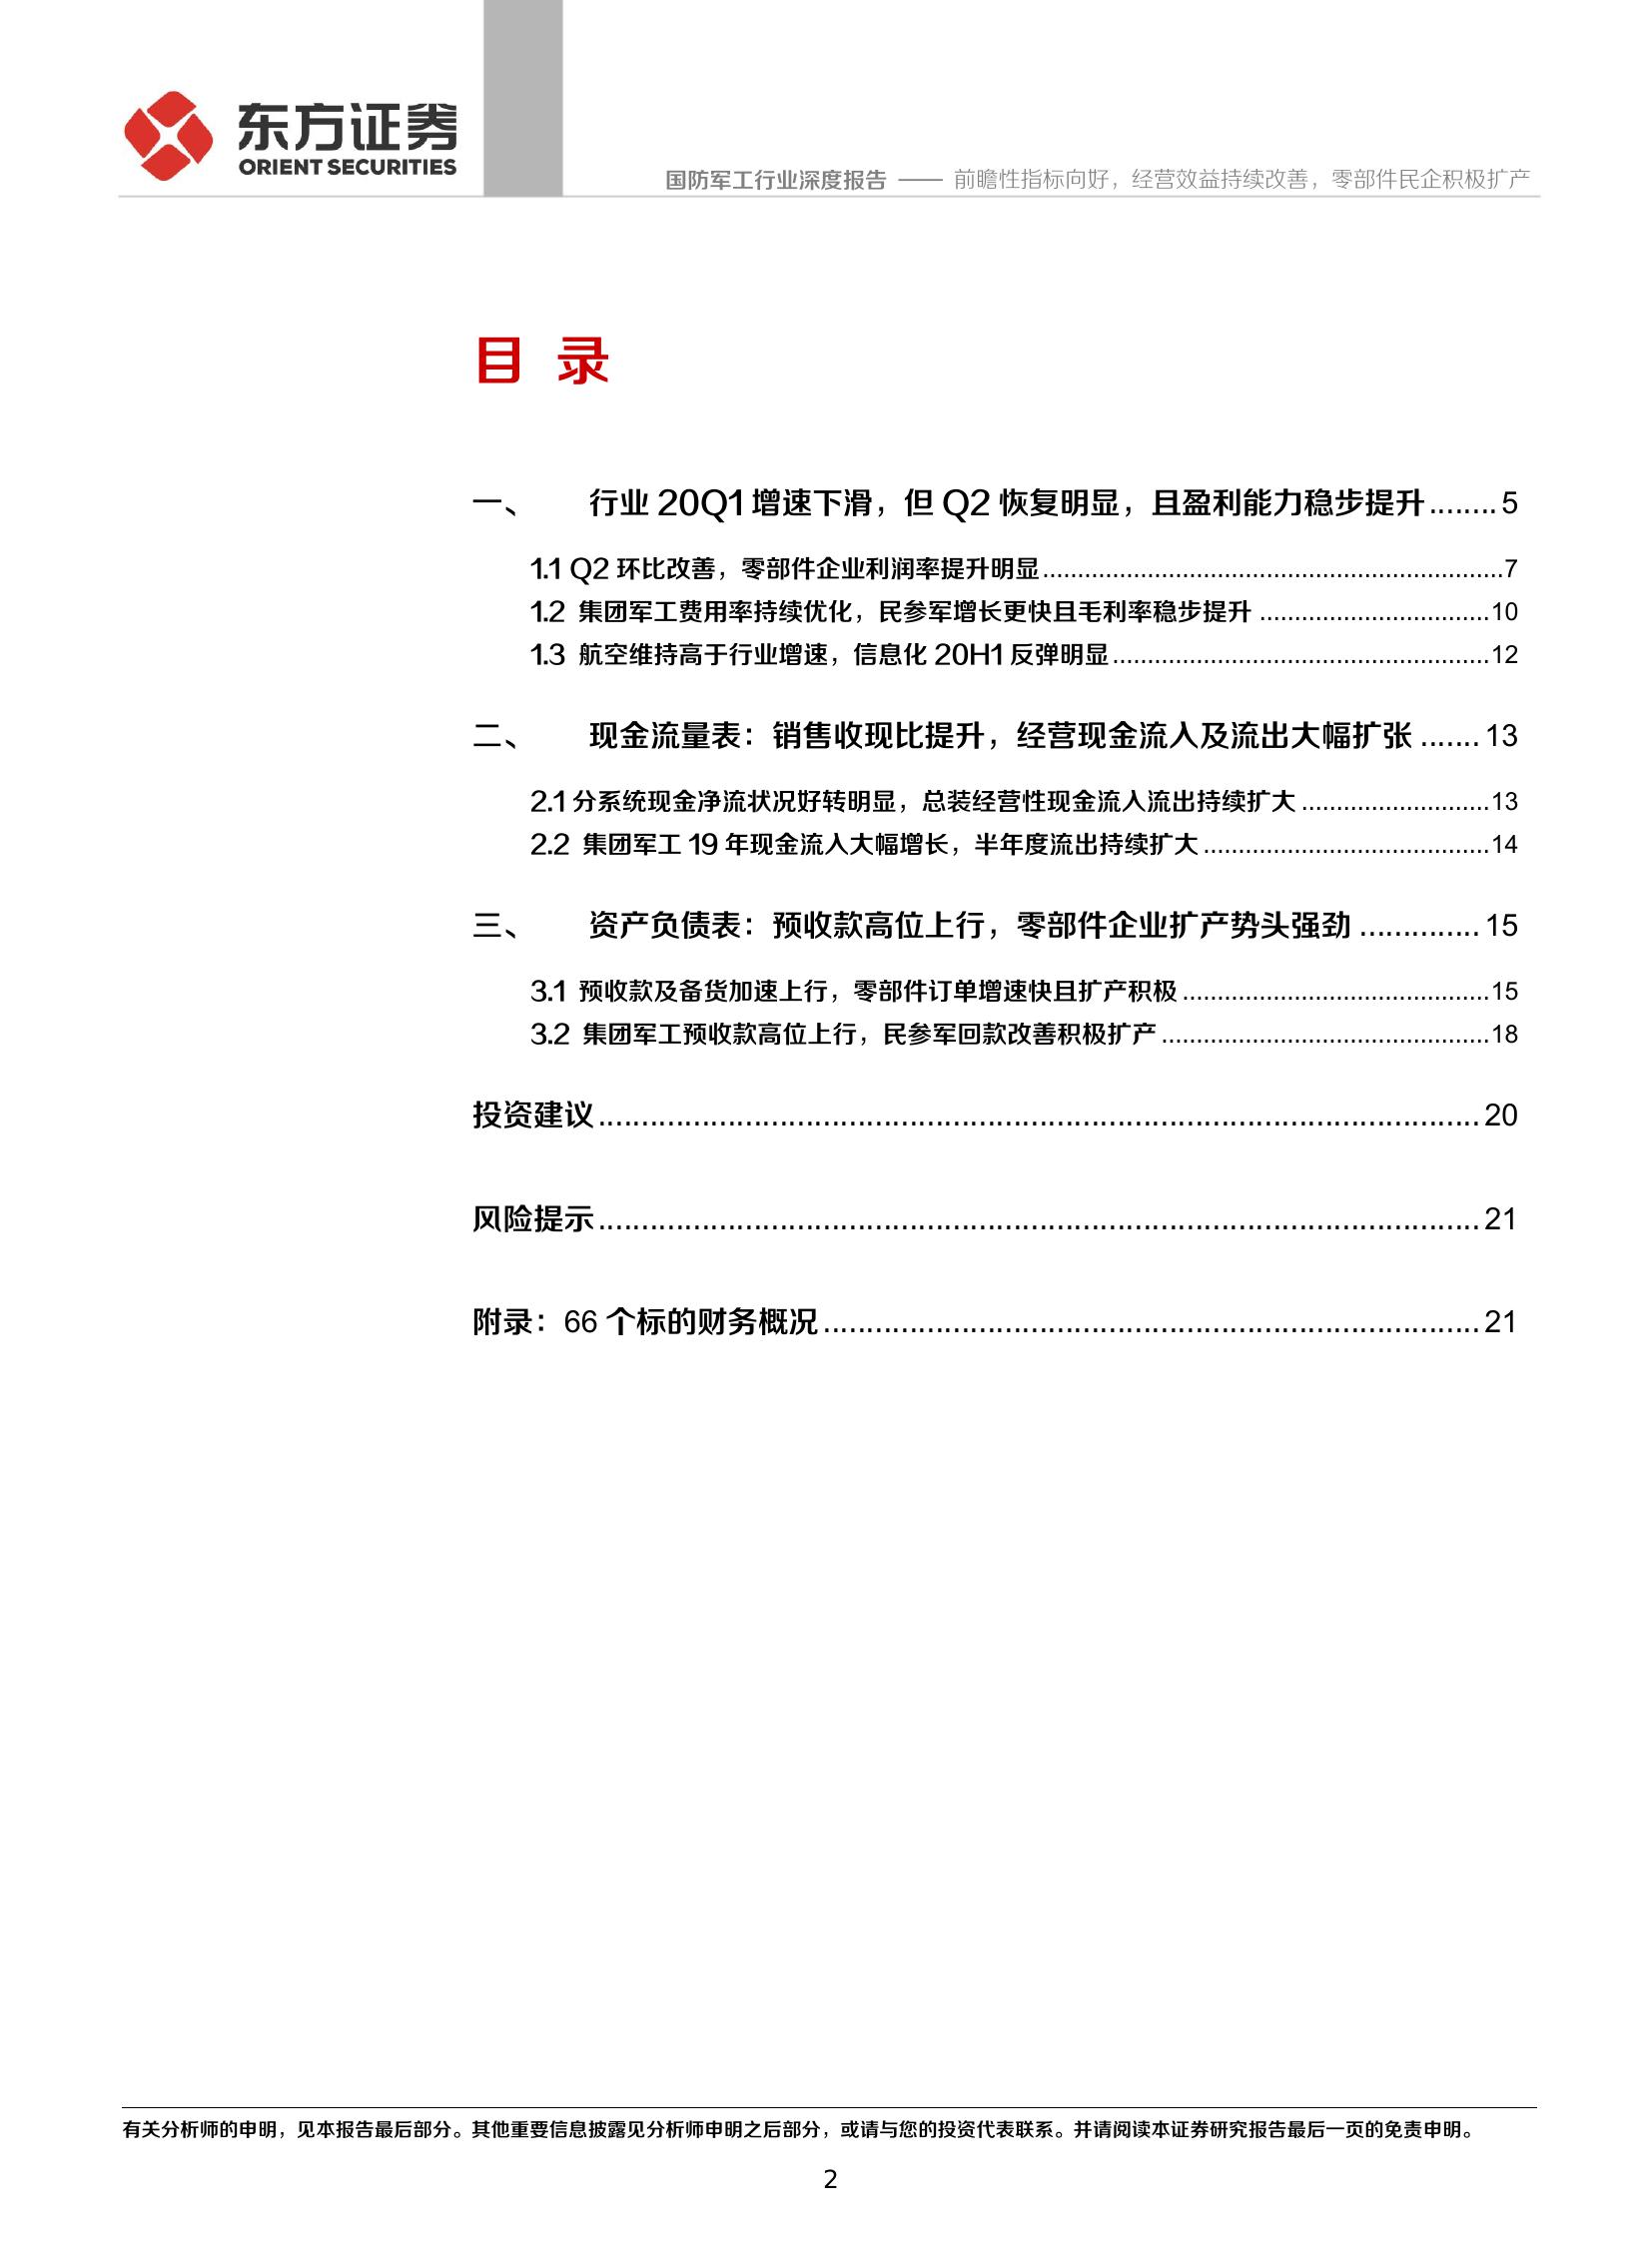 东方证券
ORIENT SECURITIES
国防军工行业深度报告 —— 前瞻性指标向好，经营效益持续改善，零部件民企积极扩产
目 录
一、 行业 20Q1 增速下滑，但 Q2 恢复明显，且盈利能力稳步提升........5
1.1 Q2 环比改善，零部件企业利润率提升明显..................................................................7
1.2 集团军工费用率持续优化，民参军增长更快且毛利率稳步提升.................................10
1.3 航空维持高于行业增速，信息化 20H1 反弹明显......................................................12
二、 现金流量表：销售收现比提升，经营现金流入及流出大幅扩张.......13
2.1 分系统现金净流状况好转明显，总装经营性现金流入流出持续扩大...........................13
2.2 集团军工 19 年现金流入大幅增长，半年度流出持续扩大.........................................14
三、 资产负债表：预收款高位上行，零部件企业扩产势头强劲..............15
3.1 预收款及备货加速上行，零部件订单增速快且扩产积极............................................15
3.2 集团军工预收款高位上行，民参军回款改善积极扩产...............................................18
投资建议.......................................................................................................20
风险提示.......................................................................................................21
附录：66 个标的财务概况............................................................................21
有关分析师的申明，见本报告最后部分。其他重要信息披露见分析师申明之后部分，或请与您的投资代表联系。并请阅读本证券研究报告最后一页的免责申明。
2